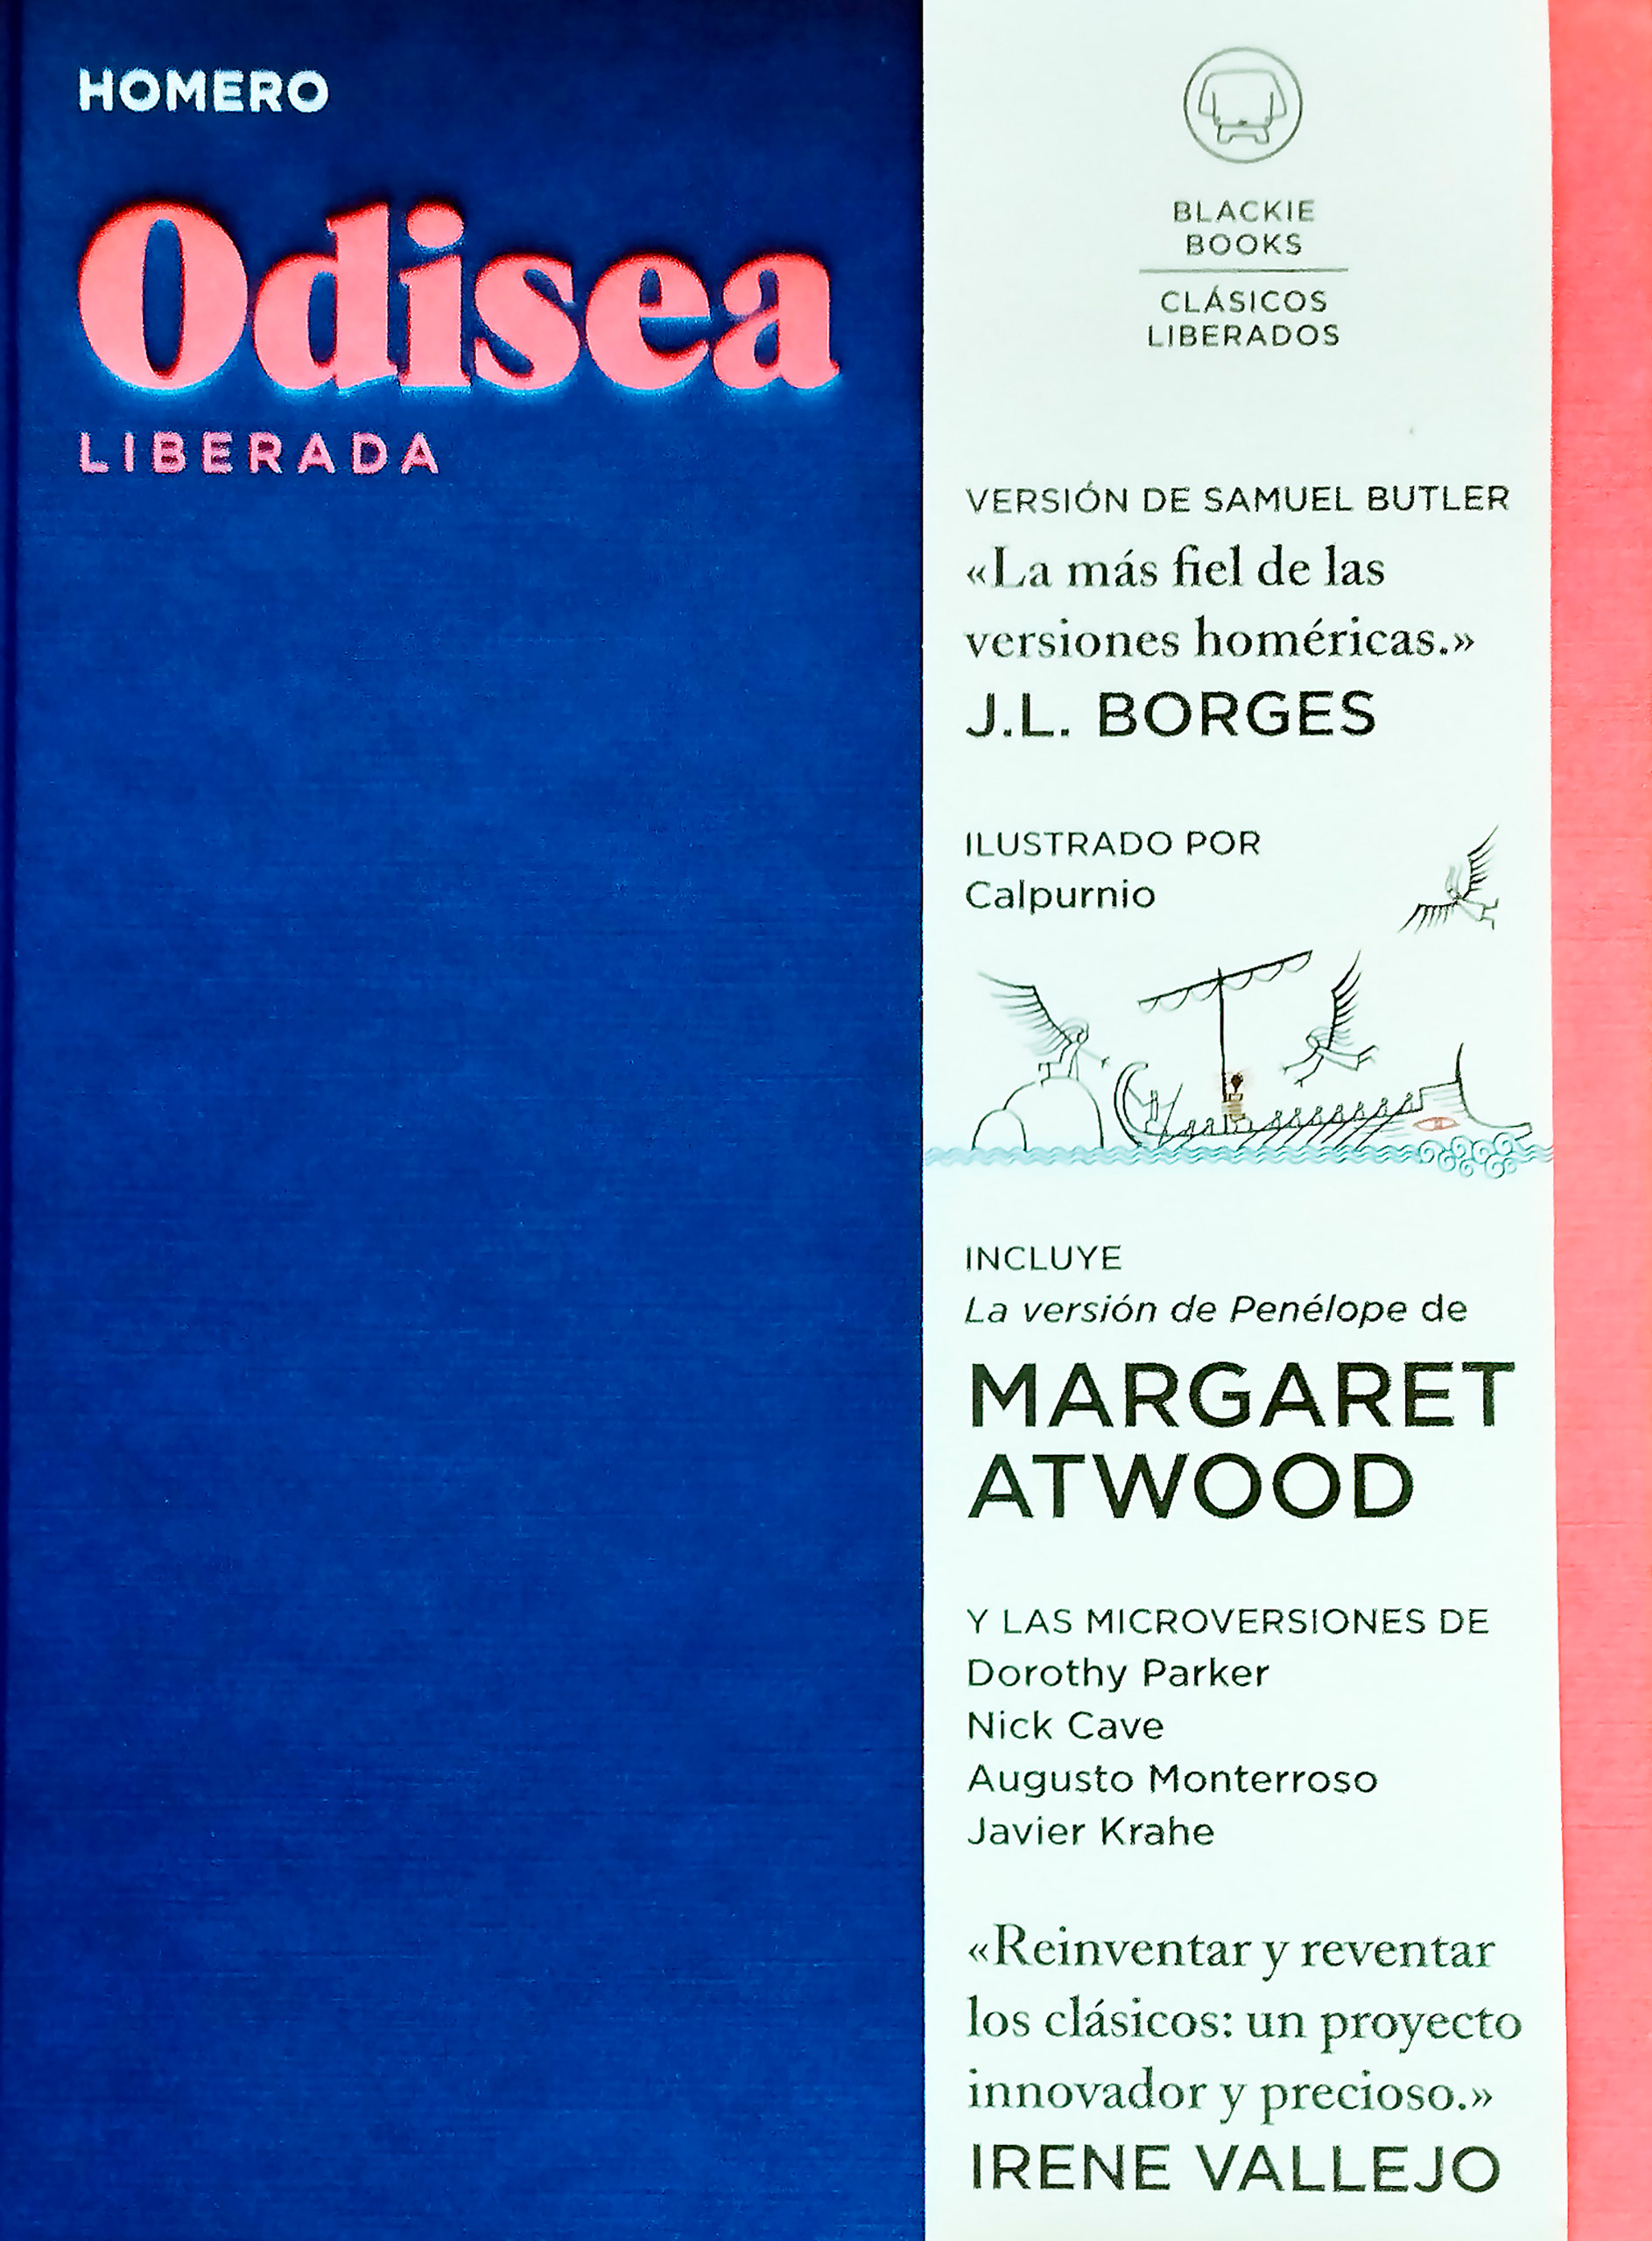 HOMERO
Odisea
LIBERADA
BLACKIE
BOOKS
CLÁSICOS
LIBERADOS
VERSIÓN DE SAMUEL BUTLER
«La más fiel de las
versiones homéricas.»
J.L. BORGES
ILUSTRADO POR
Calpurnio
INCLUYE
La versión de Penélope de
MARGARET
ATWOOD
Y LAS MICROVERSIONES DE
Dorothy Parker
Nick Cave
Augusto Monterroso
Javier Krahe
«Reinventar y reventar
los clásicos: un proyecto
innovador y precioso.»
IRENE VALLEJO